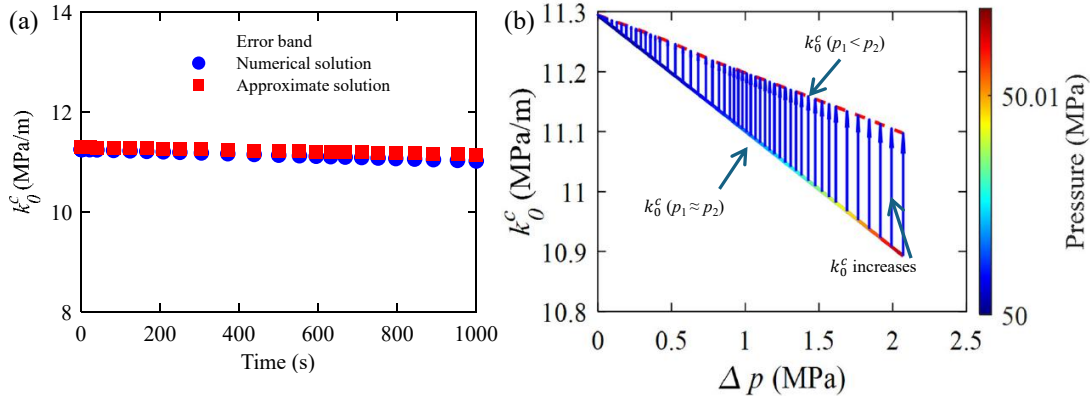 (a)
14
12
10
8
k₀ᶜ (MPa/m)
Error band
Numerical solution
Approximate solution
0 200 400 600 800 1000
Time (s)
(b)
11.3
11.2
11.1
11
10.9
10.8
k₀ᶜ (MPa/m)
k₀ᶜ (p₁ < p₂)
k₀ᶜ (p₁ ≈ p₂)
k₀ᶜ increases
0 0.5 1 1.5 2 2.5
Δ p (MPa)
50.01
50
Pressure (MPa)